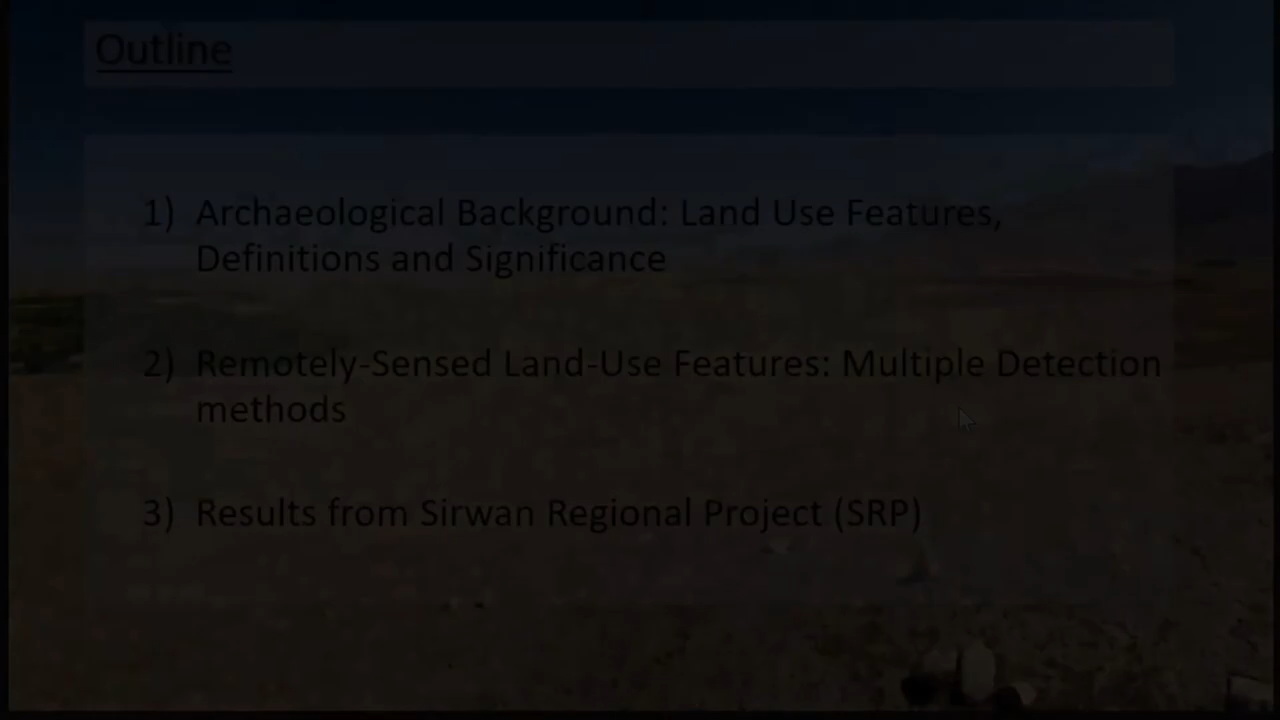 Outline
1) Archaeological Background: Land Use Features,
Definitions and Significance
2) Remotely-Sensed Land-Use Features: Multiple Detection
methods
3) Results from Sirwan Regional Project (SRP)